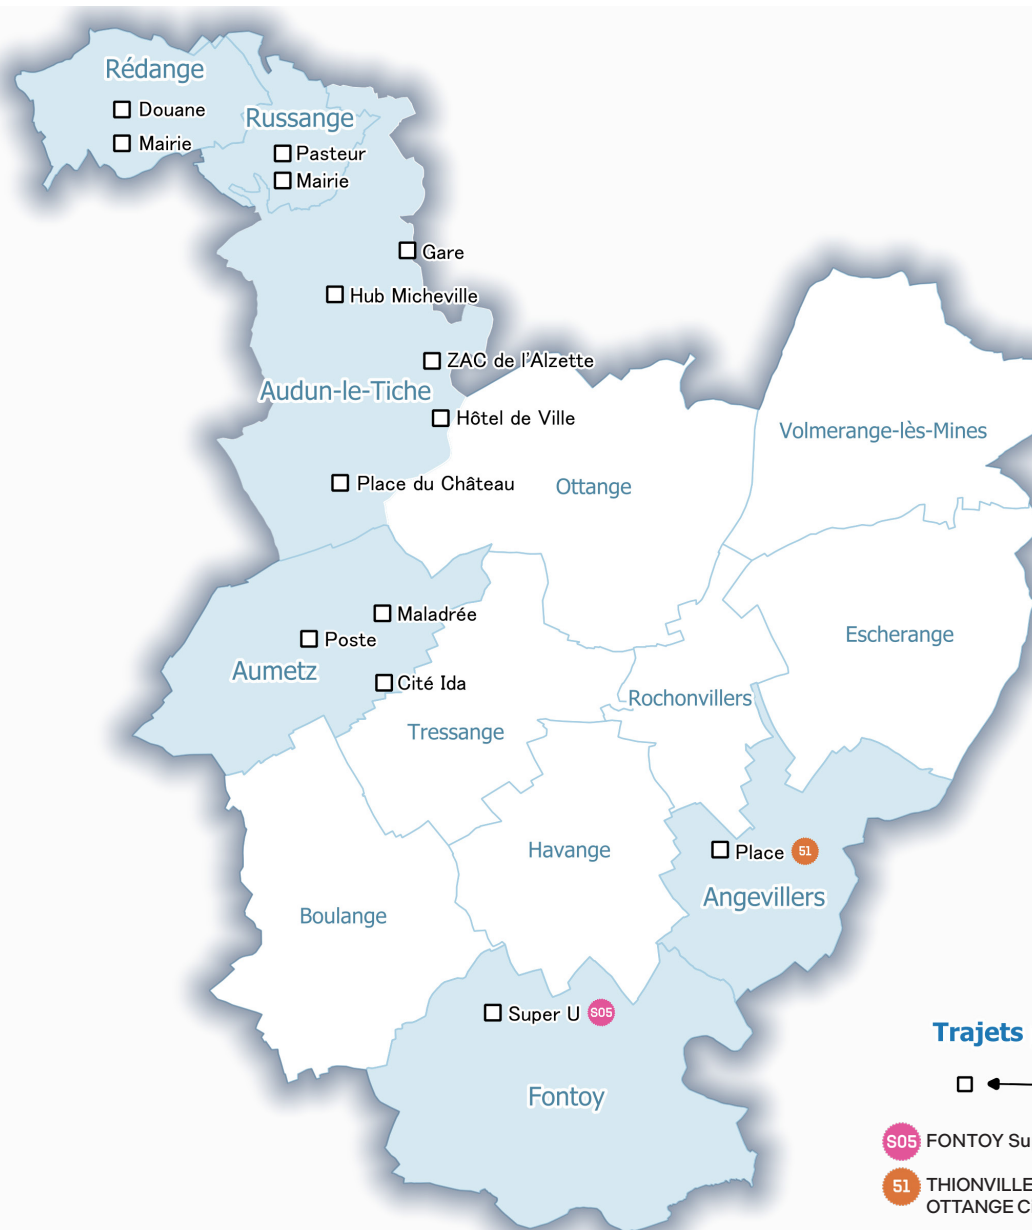 Rédange
Douane
Mairie
Russange
Pasteur
Mairie
Gare
Hub Micheville
ZAC de l'Alzette
Audun-le-Tiche
Hôtel de Ville
Place du Château
Ottange
Volmerange-lès-Mines
Maladrée
Poste
Aumetz
Cité Ida
Escherange
Rochonvillers
Tressange
Havange
Place 51
Angevillers
Boulange
Super U S05
Fontoy
Trajets
S05 FONTOY Su
51 THIONVILLE
OTTANGE C